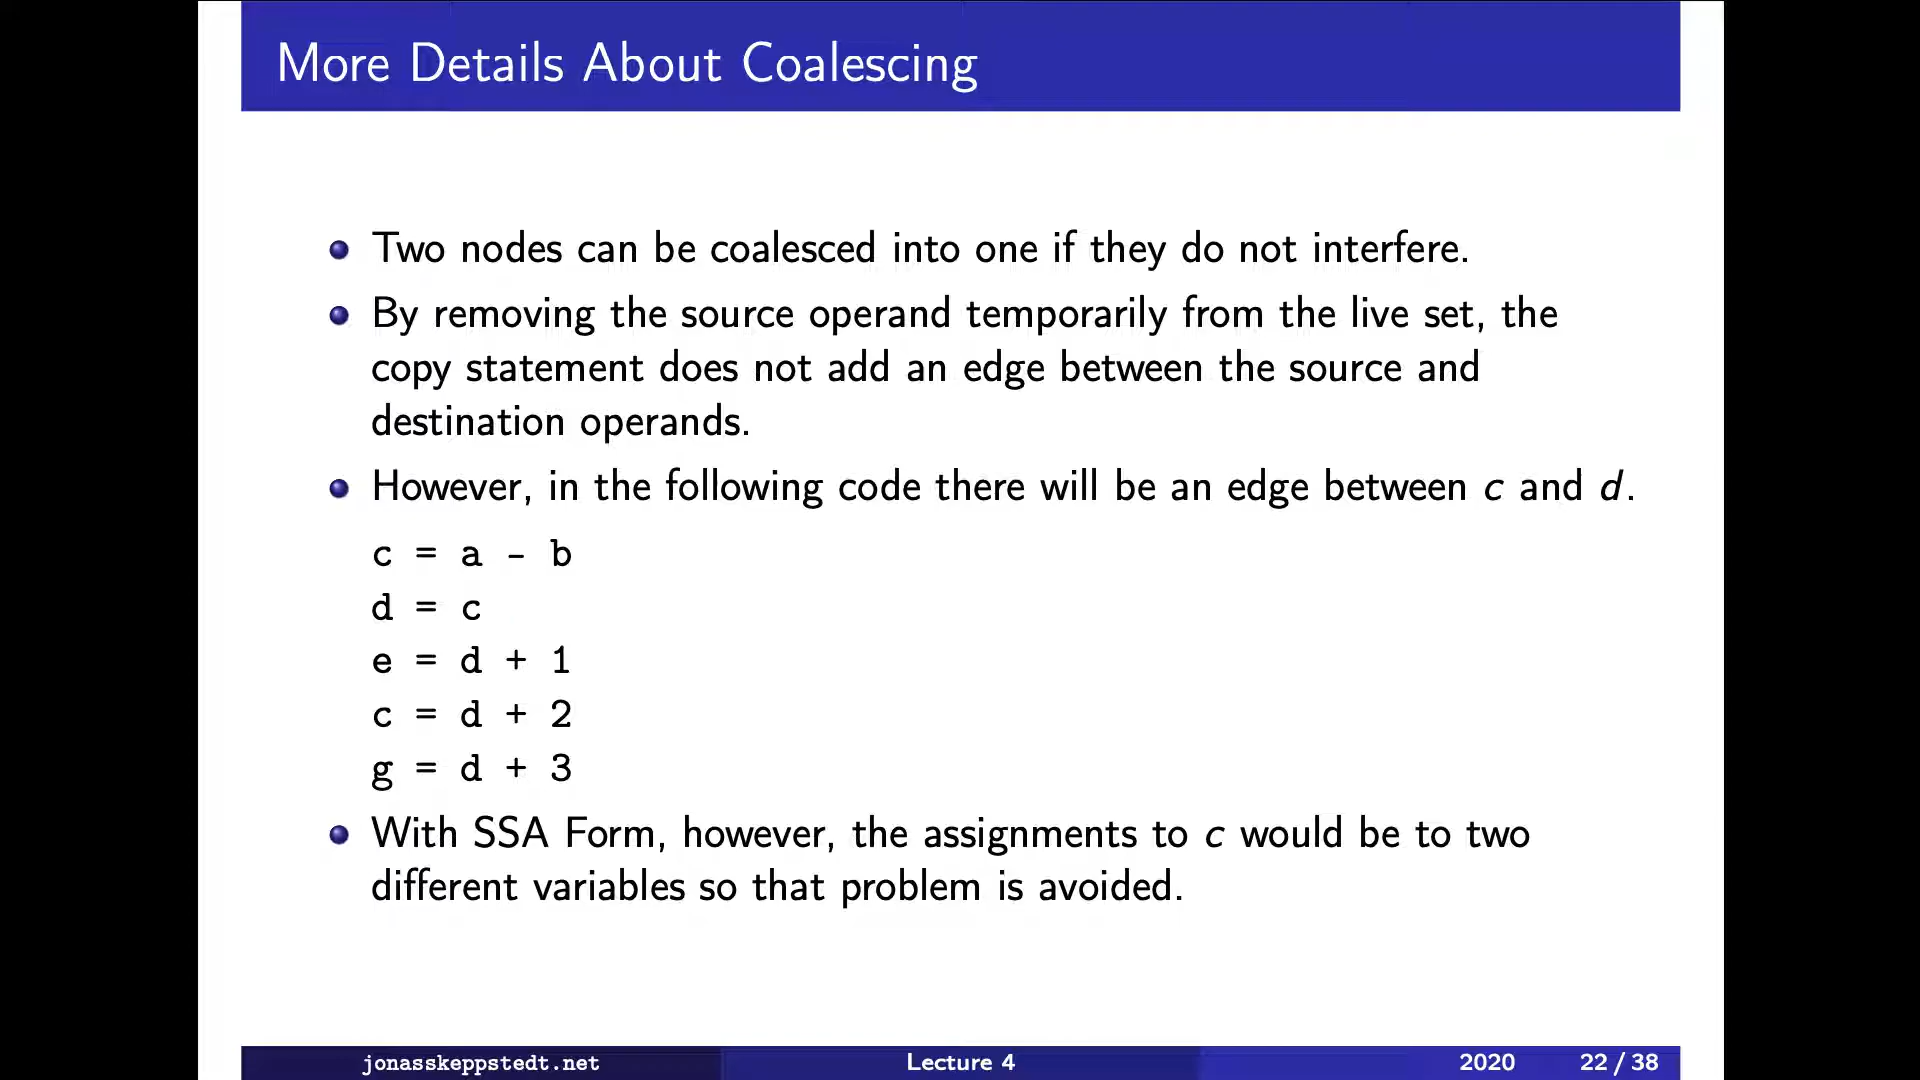 More Details About Coalescing
Two nodes can be coalesced into one if they do not interfere.
By removing the source operand temporarily from the live set, the
copy statement does not add an edge between the source and
destination operands.
However, in the following code there will be an edge between c and d.
c = a - b
d = c
e = d + 1
c = d + 2
g = d + 3
With SSA Form, however, the assignments to c would be to two
different variables so that problem is avoided.
jonasskeppstedt.net Lecture 4 2020 22 / 38